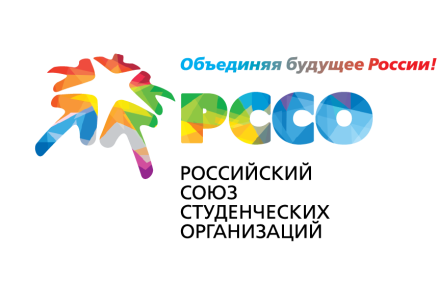 Объединяя будущее России!
РССО
РОССИЙСКИЙ
СОЮЗ
СТУДЕНЧЕСКИХ
ОРГАНИЗАЦИЙ